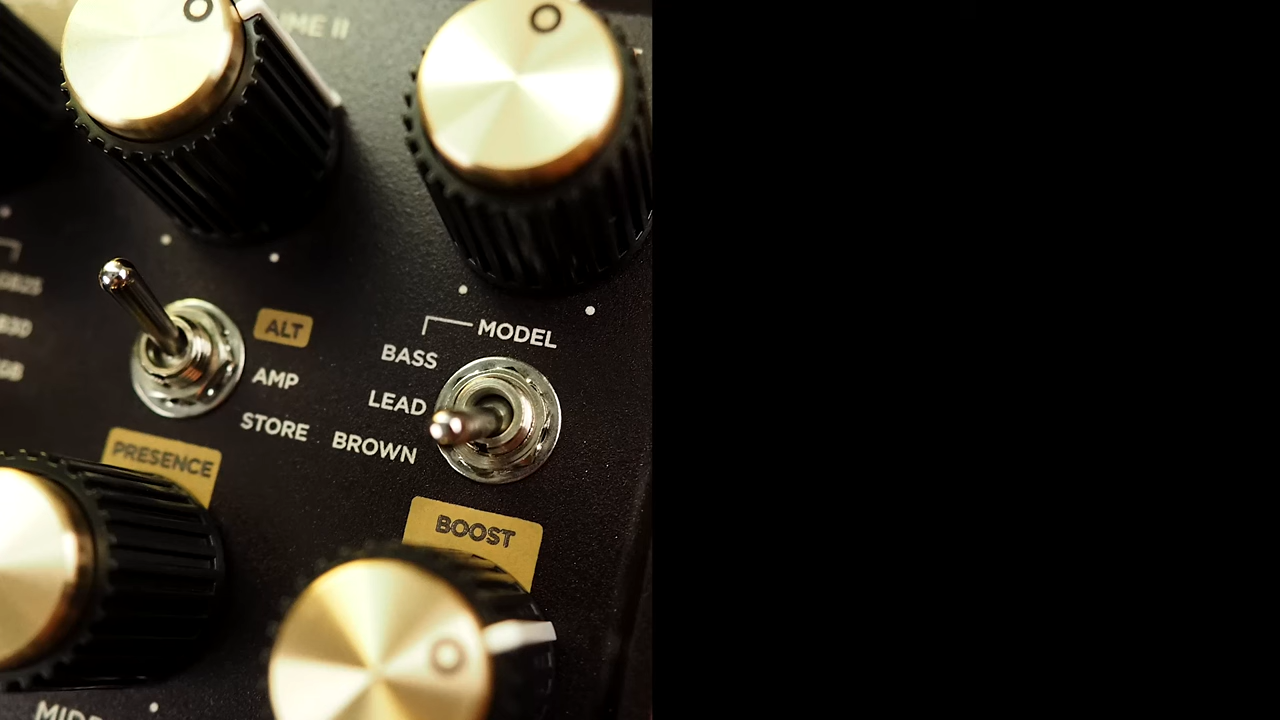 ALT
MODEL
BASS
AMP
LEAD
STORE
BROWN
PRESENCE
BOOST